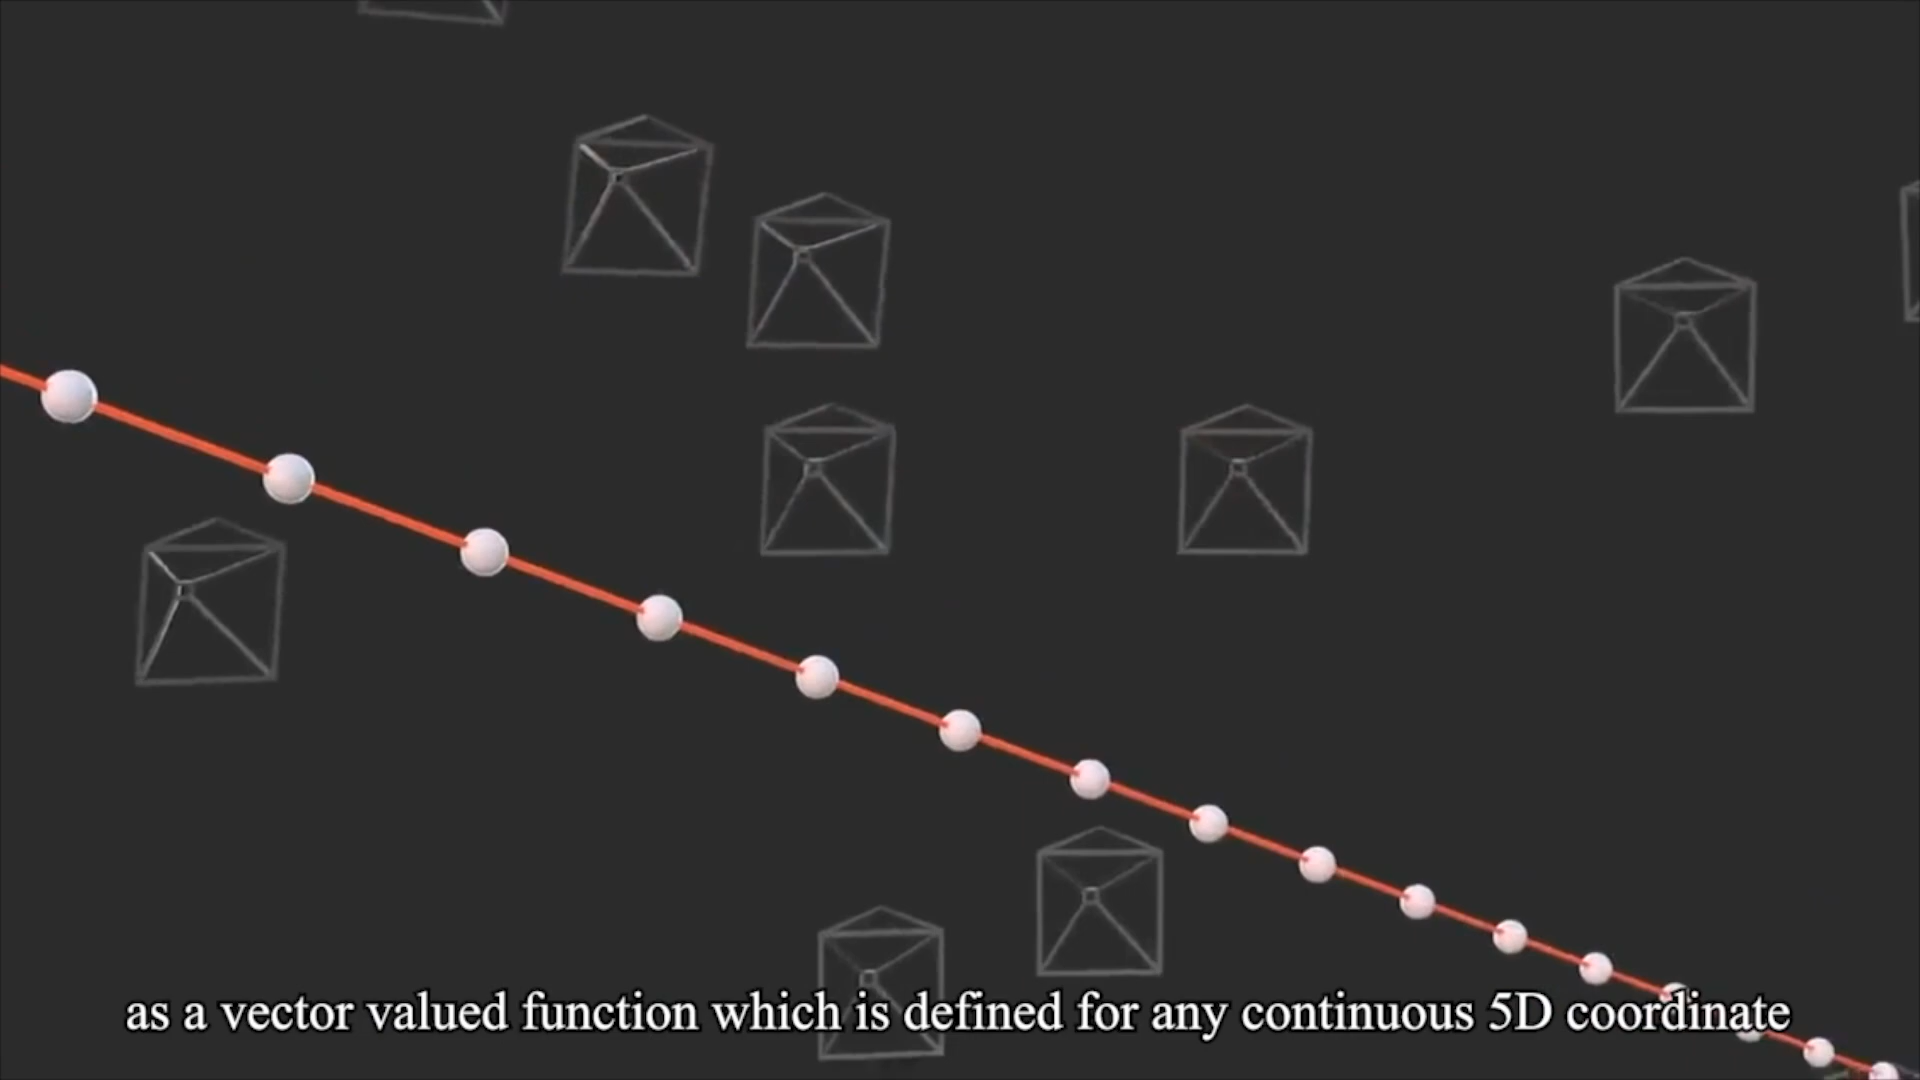 as a vector valued function which is defined for any continuous 5D coordinate